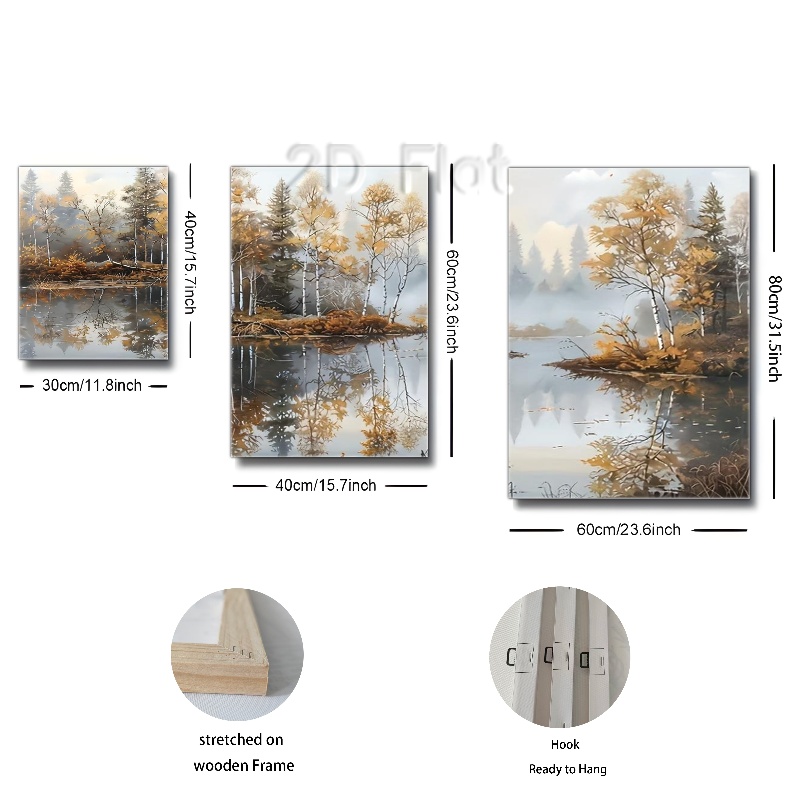 2D Flat
40cm/15.7inch
30cm/11.8inch
60cm/23.6inch
40cm/15.7inch
80cm/31.5inch
60cm/23.6inch
stretched on
wooden Frame
Hook
Ready to Hang